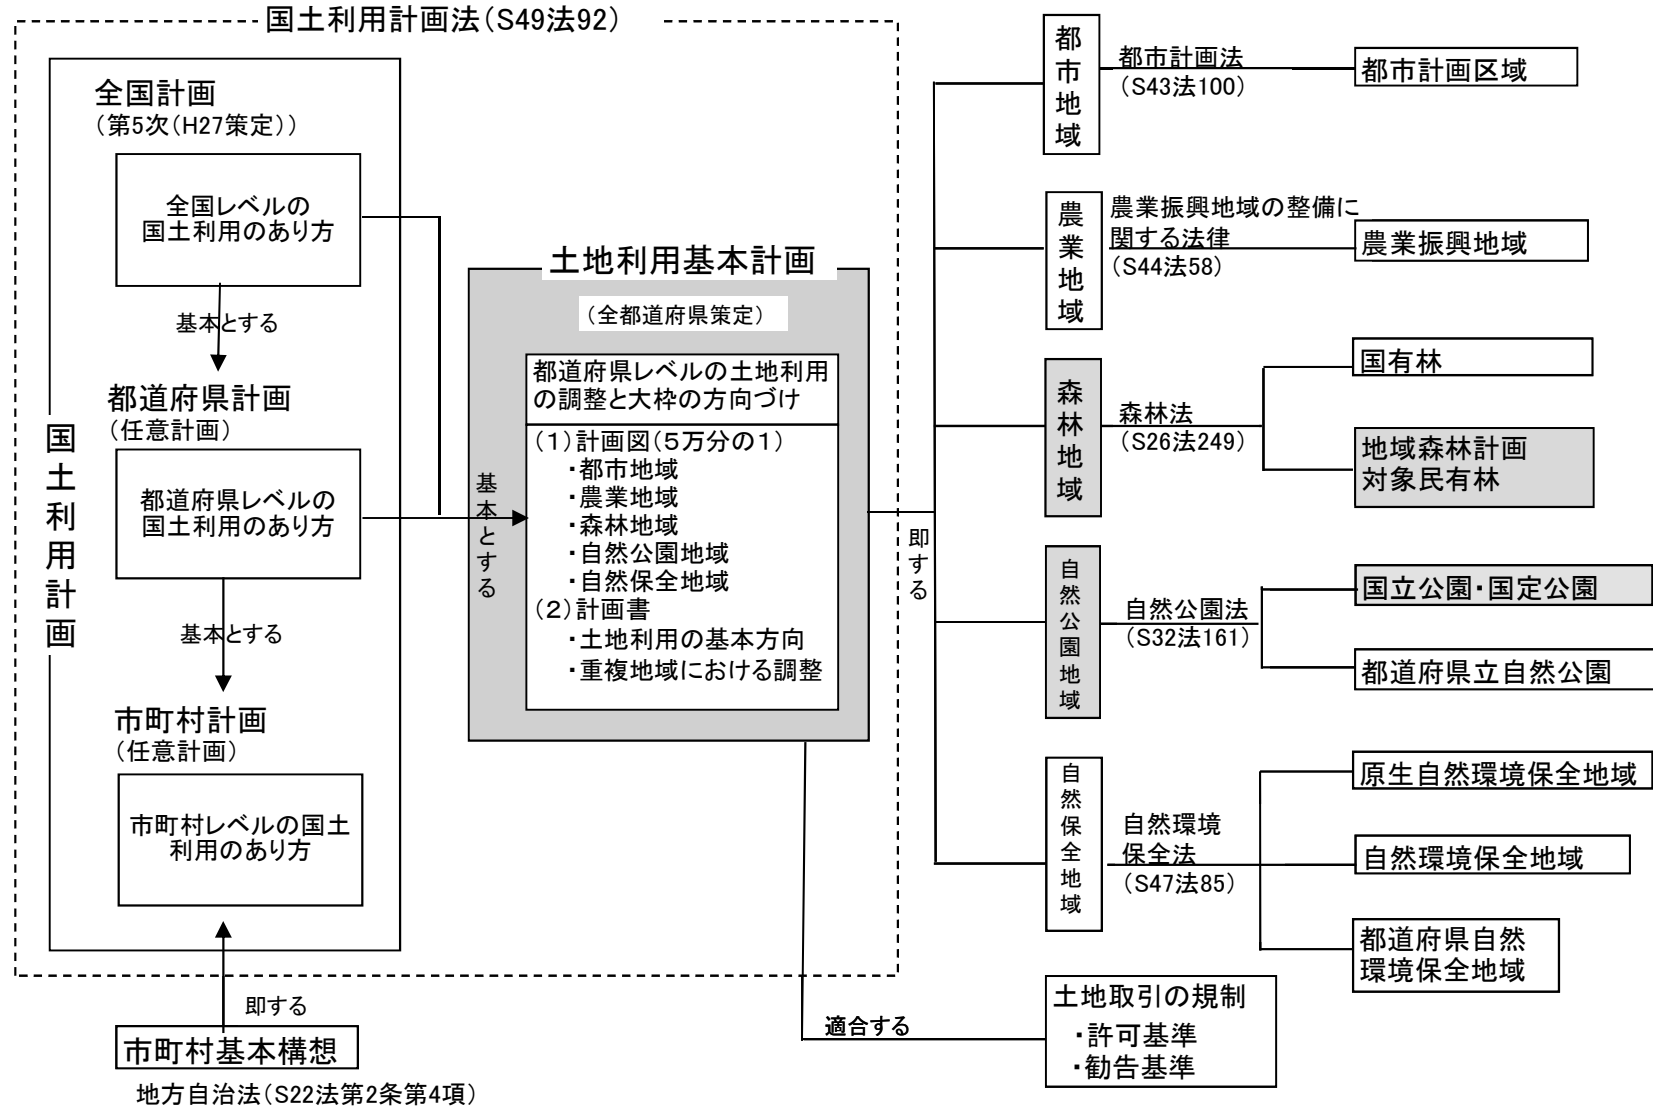 国土利用計画法(S49法92)
国土利用計画
全国計画
(第5次(H27策定))
全国レベルの
国土利用のあり方
基本とする
都道府県計画
(任意計画)
都道府県レベルの
国土利用のあり方
基本とする
市町村計画
(任意計画)
市町村レベルの国土
利用のあり方
即する
市町村基本構想
地方自治法(S22法第2条第4項)
基本とする
土地利用基本計画
(全都道府県策定)
都道府県レベルの土地利用
の調整と大枠の方向づけ
(1)計画図(5万分の1)
・都市地域
・農業地域
・森林地域
・自然公園地域
・自然保全地域
(2)計画書
・土地利用の基本方向
・重複地域における調整
即する
適合する
都市地域
都市計画法
(S43法100)
都市計画区域
農業地域
農業振興地域の整備に
関する法律
(S44法58)
農業振興地域
森林地域
森林法
(S26法249)
国有林
地域森林計画
対象民有林
自然公園地域
自然公園法
(S32法161)
国立公園・国定公園
都道府県立自然公園
自然保全地域
自然環境
保全法
(S47法85)
原生自然環境保全地域
自然環境保全地域
都道府県自然
環境保全地域
土地取引の規制
・許可基準
・勧告基準